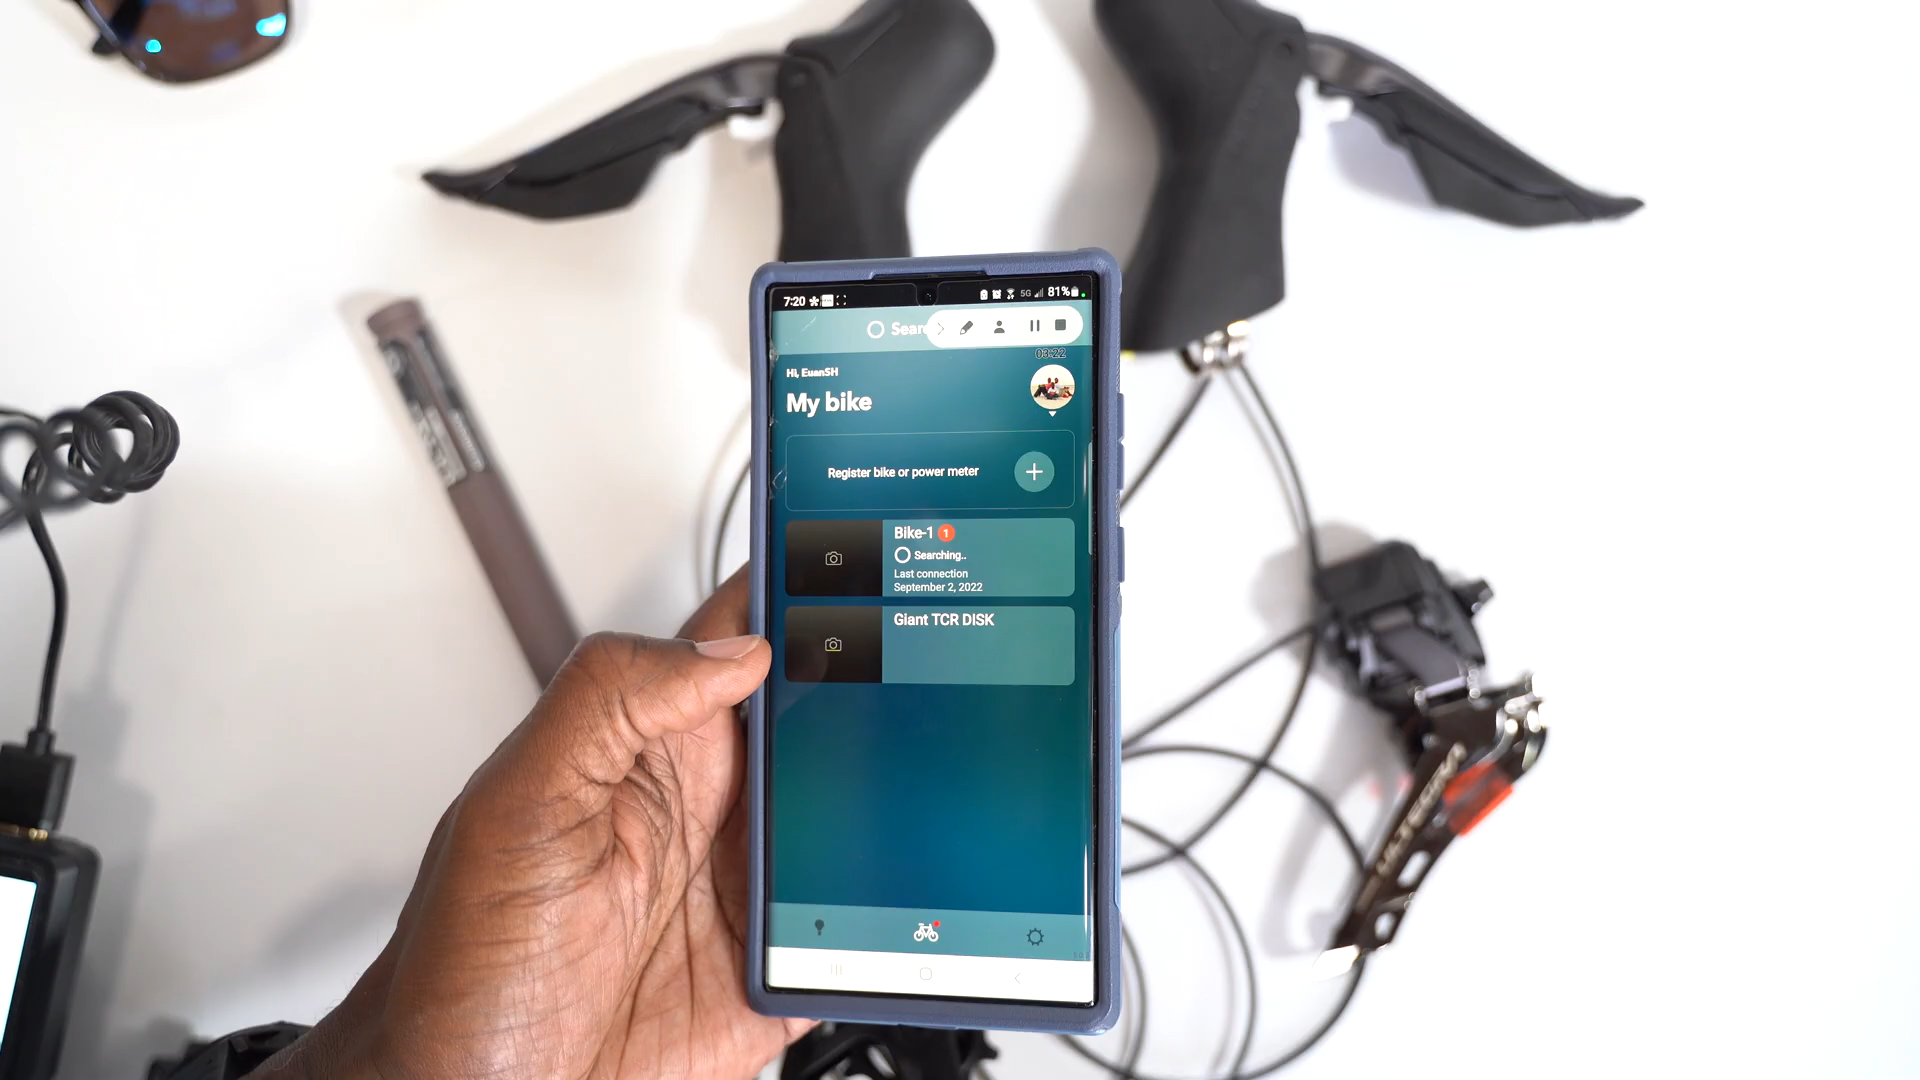 7:20
5G 81%
Sear
03:22
Hi, EuanSH
My bike
Register bike or power meter
Bike-1 1
Searching..
Last connection
September 2, 2022
Giant TCR DISK
ULTEGRA